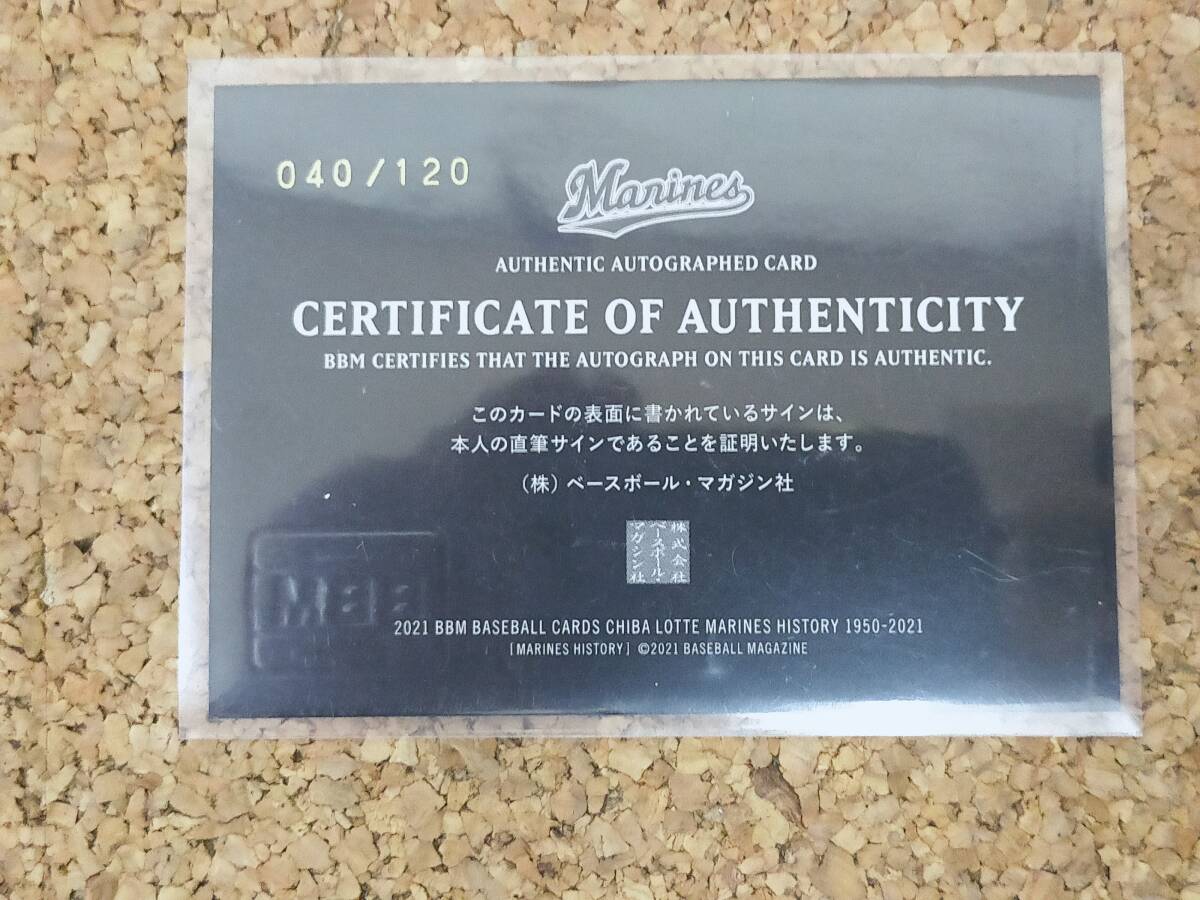 040/120
Marines
AUTHENTIC AUTOGRAPHED CARD
CERTIFICATE OF AUTHENTICITY
BBM CERTIFIES THAT THE AUTOGRAPH ON THIS CARD IS AUTHENTIC.
このカードの表面に書かれているサインは、
本人の直筆サインであることを証明いたします。
（株）ベースボール・マガジン社
株式会社
ベースボール・
マガジン社
MBB
2021 BBM BASEBALL CARDS CHIBA LOTTE MARINES HISTORY 1950-2021
[MARINES HISTORY] ©2021 BASEBALL MAGAZINE